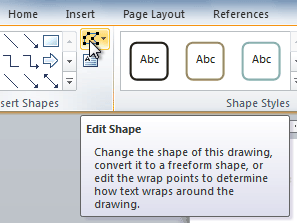 Home Insert Page Layout References
Abc Abc Abc
nsert Shapes Shape Styles
Edit Shape
Change the shape of this drawing,
convert it to a freeform shape, or
edit the wrap points to determine
how text wraps around the
drawing.